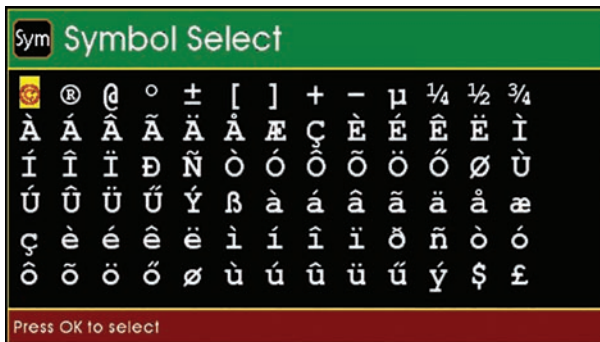 Sym Symbol Select
© ® @ ° ± [ ] + − µ ¼ ½ ¾
À Á Â Ã Ä Å Æ Ç È É Ê Ë Ì
Í Î Ï Ð Ñ Ò Ó Ô Õ Ö Ő Ø Ù
Ú Û Ü Ű Ý ß à á â ã ä å æ
ç è é ê ë ì í î ï ð ñ ò ó
ô õ ö ő ø ù ú û ü ű ý $ £
Press OK to select